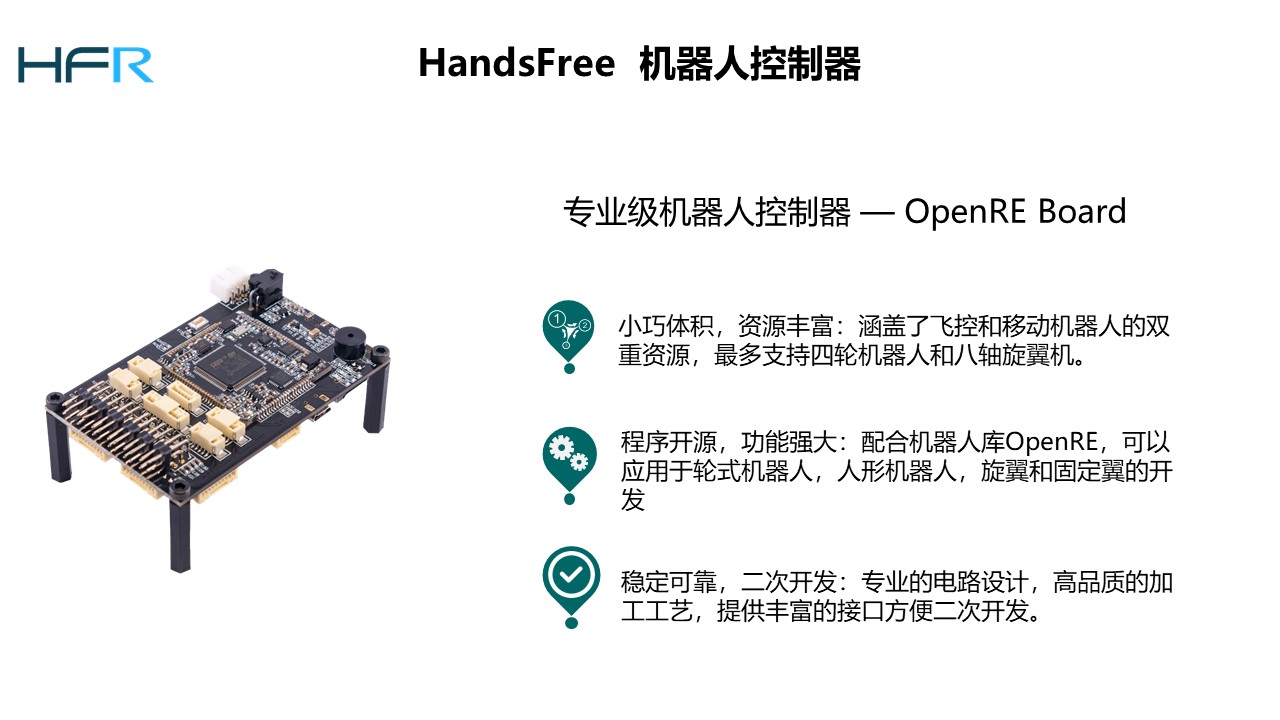 HFR
HandsFree 机器人控制器
专业级机器人控制器 — OpenRE Board
1
2
小巧体积，资源丰富：涵盖了飞控和移动机器人的双
重资源，最多支持四轮机器人和八轴旋翼机。
程序开源，功能强大：配合机器人库OpenRE，可以
应用于轮式机器人，人形机器人，旋翼和固定翼的开
发
稳定可靠，二次开发：专业的电路设计，高品质的加
工工艺，提供丰富的接口方便二次开发。